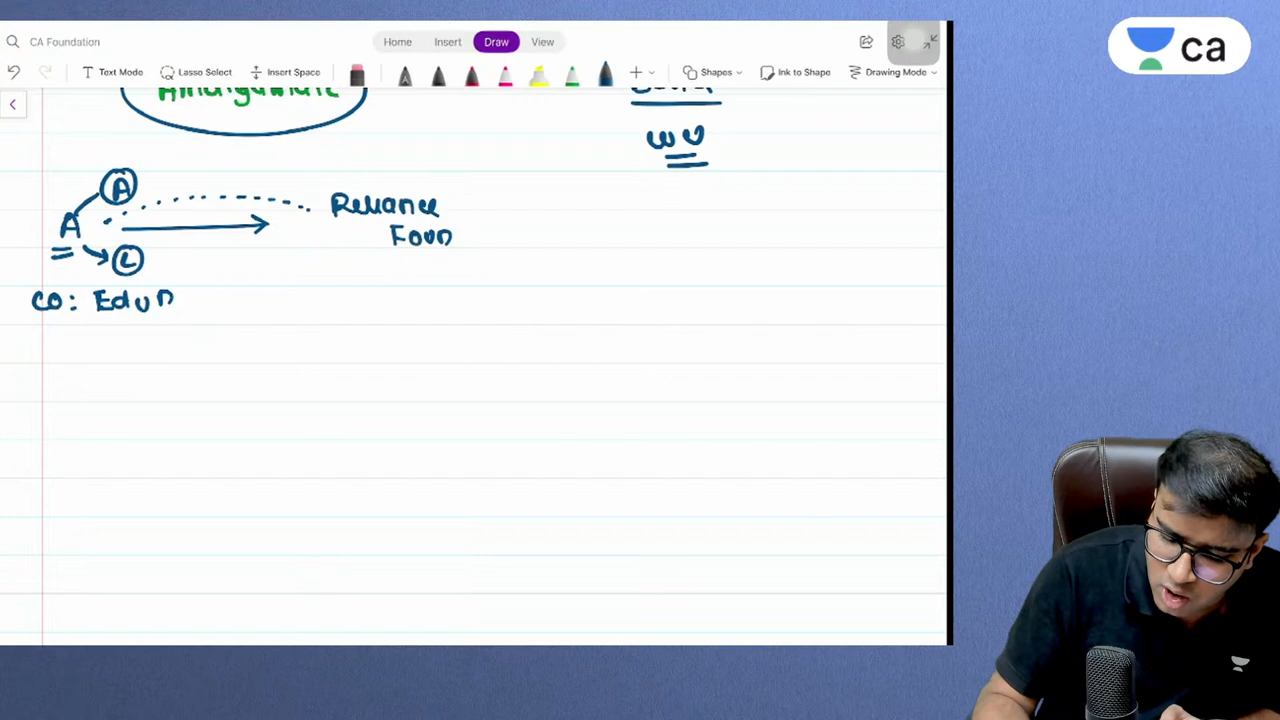 CA Foundation
Home Insert Draw View
Text Mode Lasso Select Insert Space Shapes Ink to Shape Drawing Mode
Amalgamate
WU
A
A Reliance
Foun
L
CO: Edun
ca